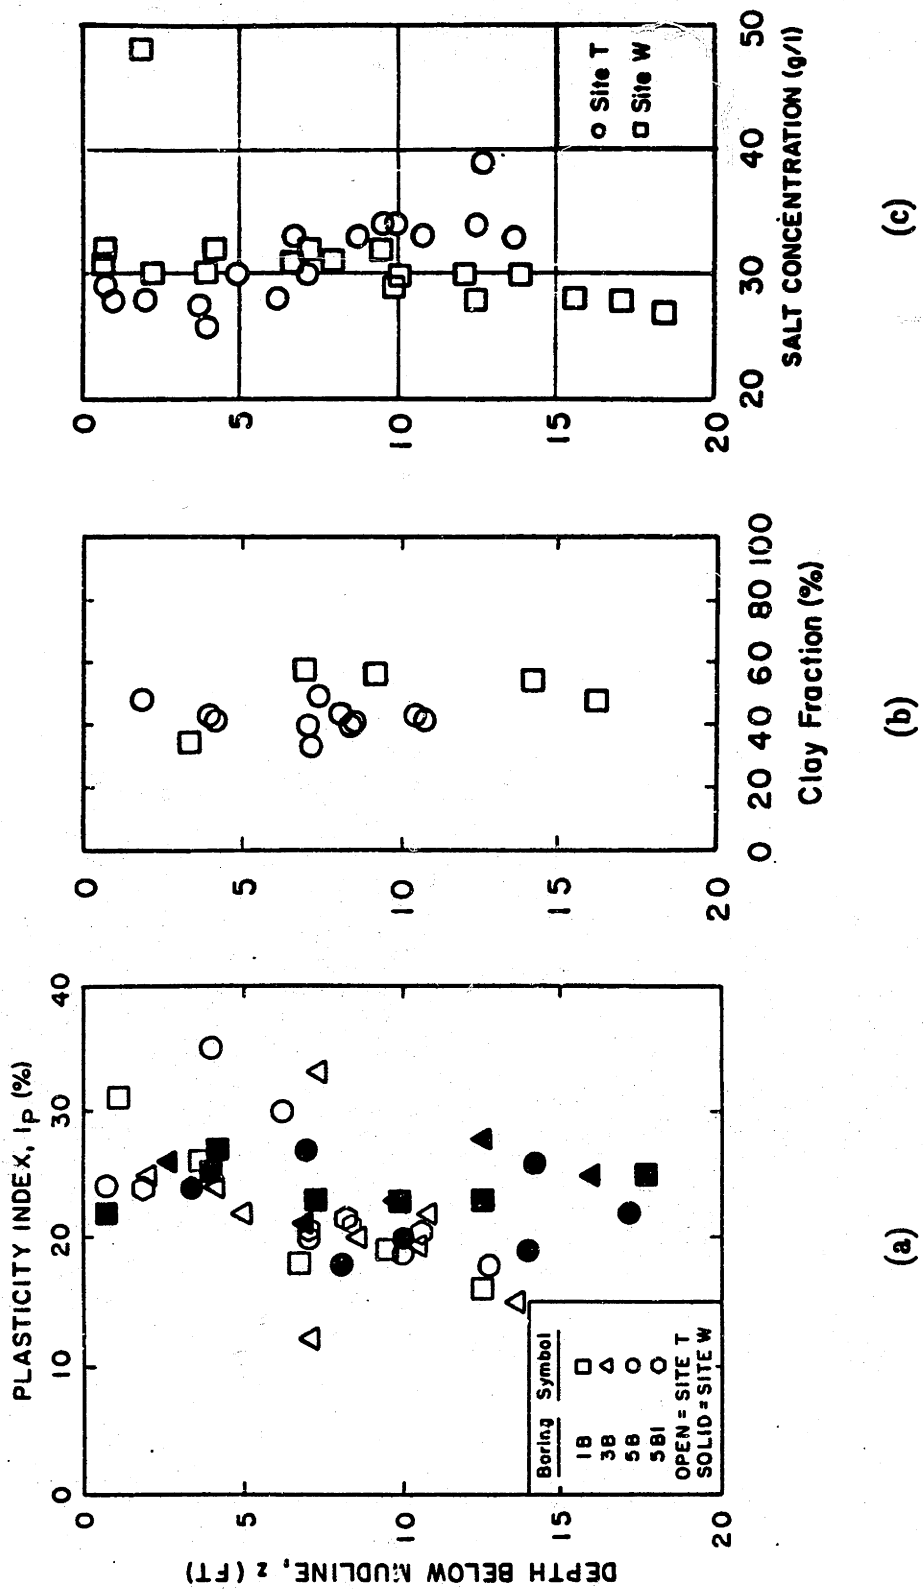 PLASTICITY INDEX, IP (%)
0 10 20 30 40
DEPTH BELOW MUDLINE, z (FT)
0
5
10
15
20
Boring Symbol
1B
3B
5B
5B1
OPEN = SITE T
SOLID = SITE W
(a)
0
5
10
15
20
0 20 40 60 80 100
Clay Fraction (%)
(b)
0
5
10
15
20
Site T
Site W
20 30 40 50
SALT CONCENTRATION (g/l)
(c)